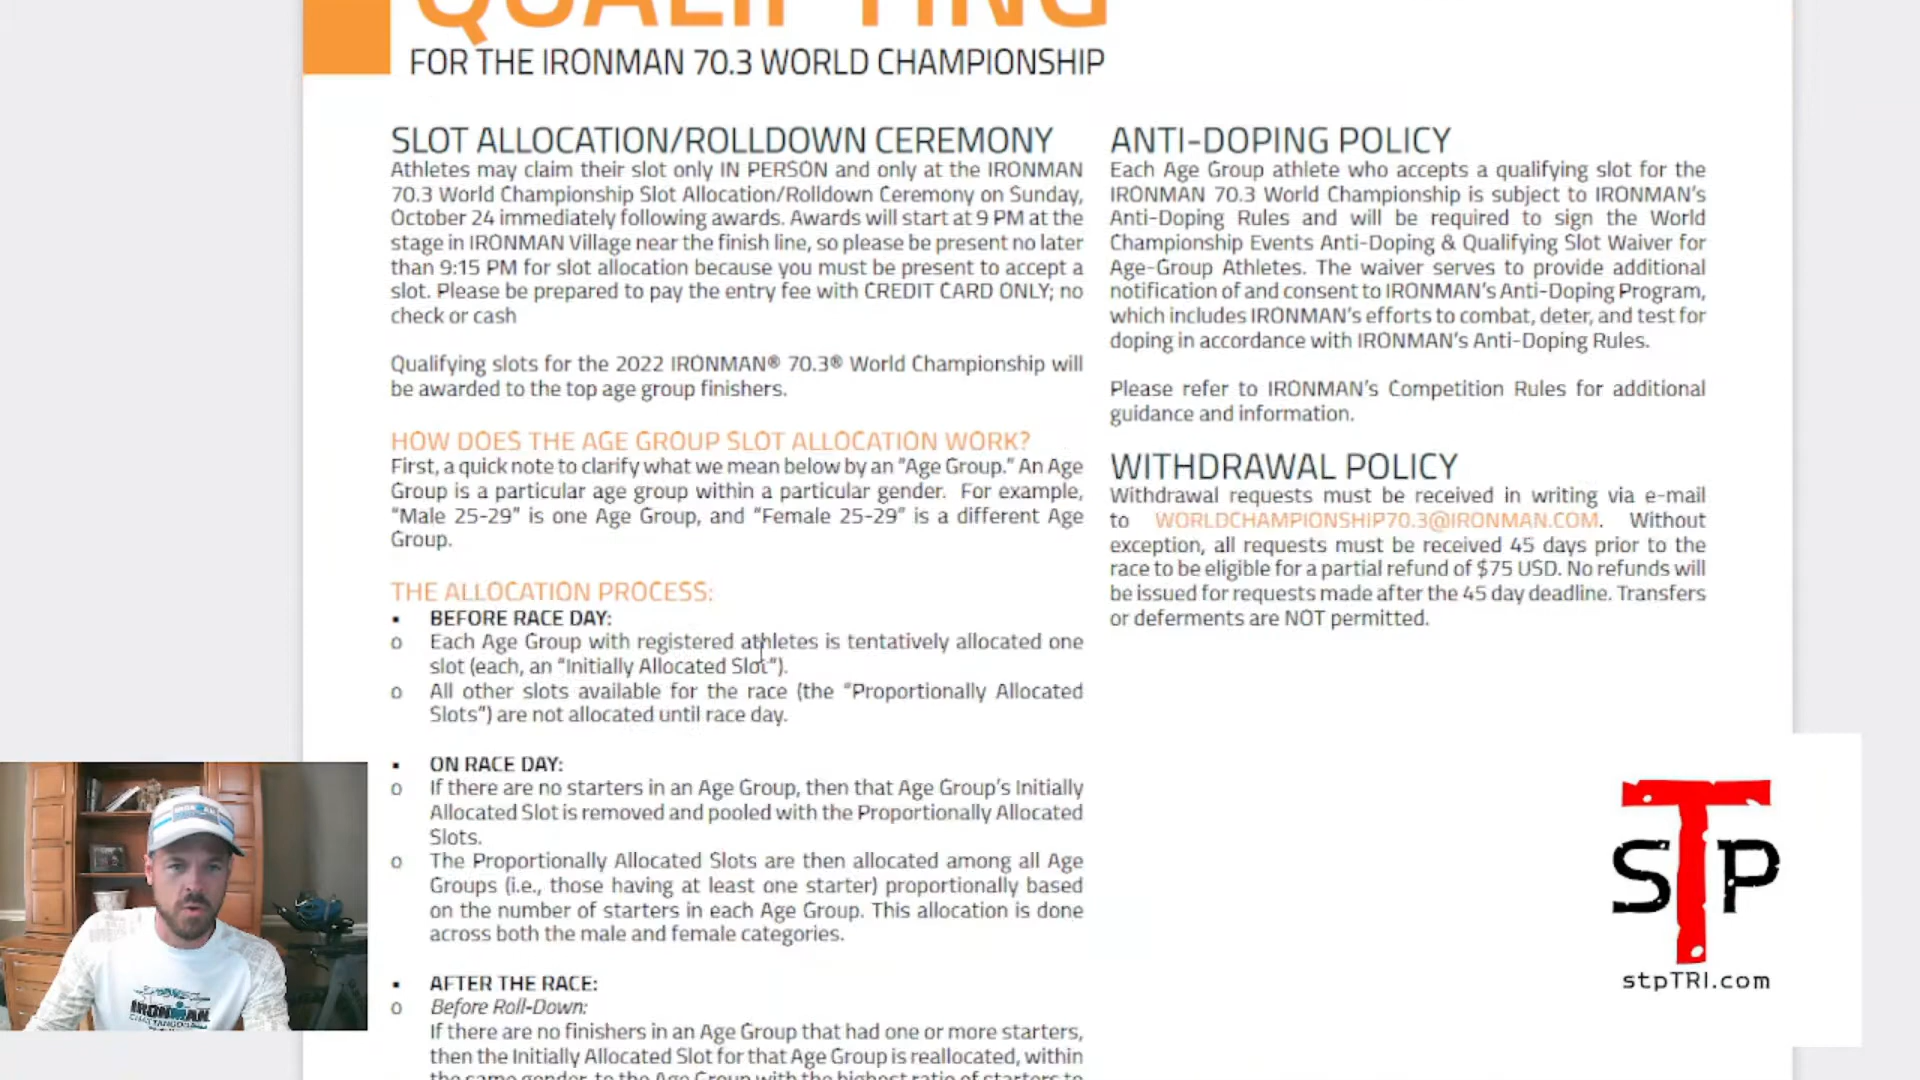 QUALIFYING
FOR THE IRONMAN 70.3 WORLD CHAMPIONSHIP
SLOT ALLOCATION/ROLLDOWN CEREMONY
Athletes may claim their slot only IN PERSON and only at the IRONMAN
70.3 World Championship Slot Allocation/Rolldown Ceremony on Sunday,
October 24 immediately following awards. Awards will start at 9 PM at the
stage in IRONMAN Village near the finish line, so please be present no later
than 9:15 PM for slot allocation because you must be present to accept a
slot. Please be prepared to pay the entry fee with CREDIT CARD ONLY; no
check or cash
Qualifying slots for the 2022 IRONMAN® 70.3® World Championship will
be awarded to the top age group finishers.
HOW DOES THE AGE GROUP SLOT ALLOCATION WORK?
First, a quick note to clarify what we mean below by an "Age Group." An Age
Group is a particular age group within a particular gender. For example,
"Male 25-29" is one Age Group, and "Female 25-29" is a different Age
Group.
THE ALLOCATION PROCESS:
▪ BEFORE RACE DAY:
o Each Age Group with registered athletes is tentatively allocated one
slot (each, an "Initially Allocated Slot").
o All other slots available for the race (the "Proportionally Allocated
Slots") are not allocated until race day.
▪ ON RACE DAY:
o If there are no starters in an Age Group, then that Age Group's Initially
Allocated Slot is removed and pooled with the Proportionally Allocated
Slots.
o The Proportionally Allocated Slots are then allocated among all Age
Groups (i.e., those having at least one starter) proportionally based
on the number of starters in each Age Group. This allocation is done
across both the male and female categories.
▪ AFTER THE RACE:
o Before Roll-Down:
If there are no finishers in an Age Group that had one or more starters,
then the Initially Allocated Slot for that Age Group is reallocated, within
the same gender, to the Age Group with the highest ratio of starters to
ANTI-DOPING POLICY
Each Age Group athlete who accepts a qualifying slot for the
IRONMAN 70.3 World Championship is subject to IRONMAN's
Anti-Doping Rules and will be required to sign the World
Championship Events Anti-Doping & Qualifying Slot Waiver for
Age-Group Athletes. The waiver serves to provide additional
notification of and consent to IRONMAN's Anti-Doping Program,
which includes IRONMAN's efforts to combat, deter, and test for
doping in accordance with IRONMAN's Anti-Doping Rules.
Please refer to IRONMAN's Competition Rules for additional
guidance and information.
WITHDRAWAL POLICY
Withdrawal requests must be received in writing via e-mail
to WORLDCHAMPIONSHIP70.3@IRONMAN.COM. Without
exception, all requests must be received 45 days prior to the
race to be eligible for a partial refund of $75 USD. No refunds will
be issued for requests made after the 45 day deadline. Transfers
or deferments are NOT permitted.
IRONMAN
CHATTANOOGA
STP
stpTRI.com